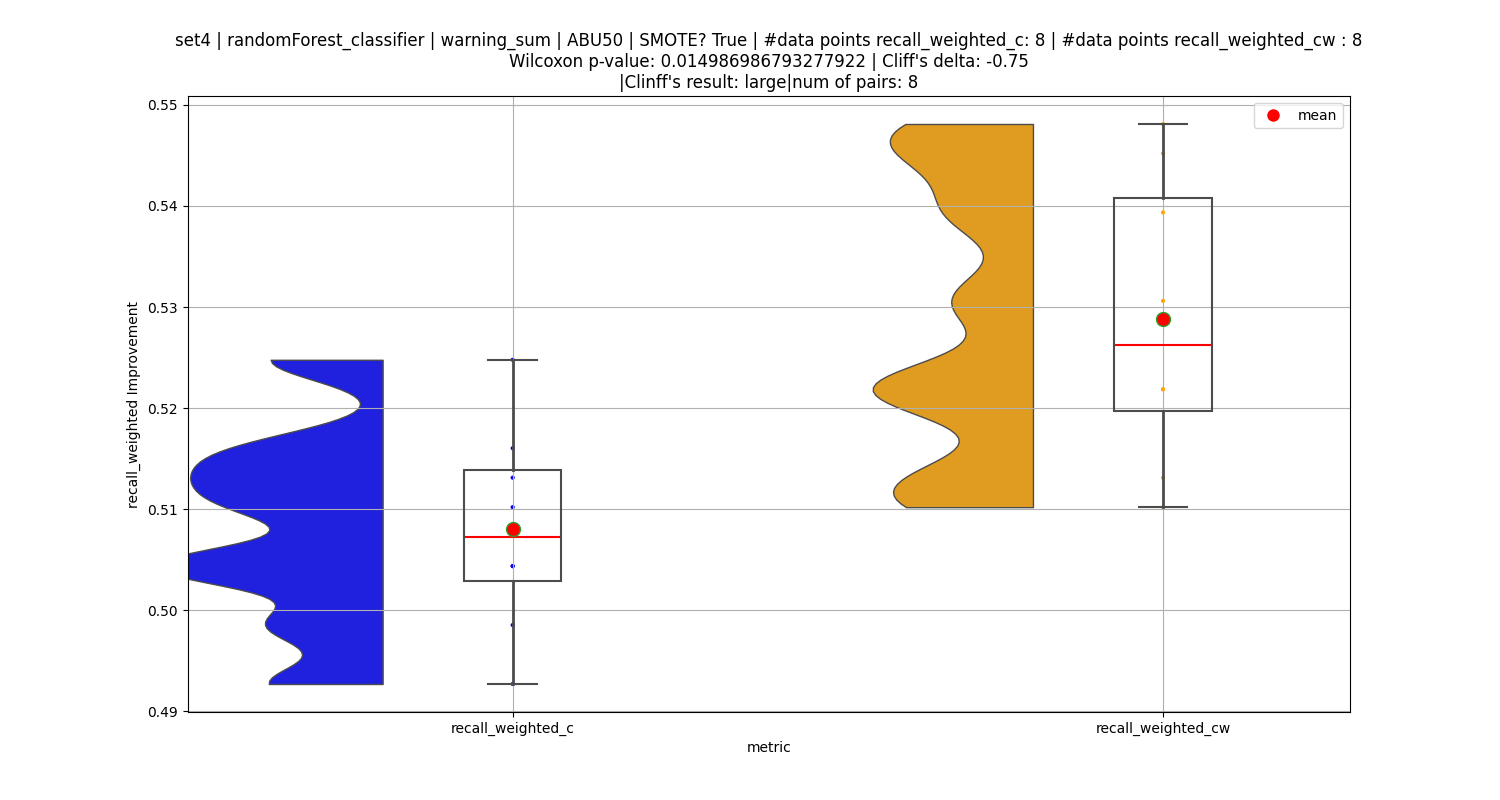 set4 | randomForest_classifier | warning_sum | ABU50 | SMOTE? True | #data points recall_weighted_c: 8 | #data points recall_weighted_cw : 8
Wilcoxon p-value: 0.014986986793277922 | Cliff's delta: -0.75
|Clinff's result: large|num of pairs: 8
mean
0.55
0.54
0.53
0.52
0.51
0.50
0.49
recall_weighted Improvement
recall_weighted_c
recall_weighted_cw
metric